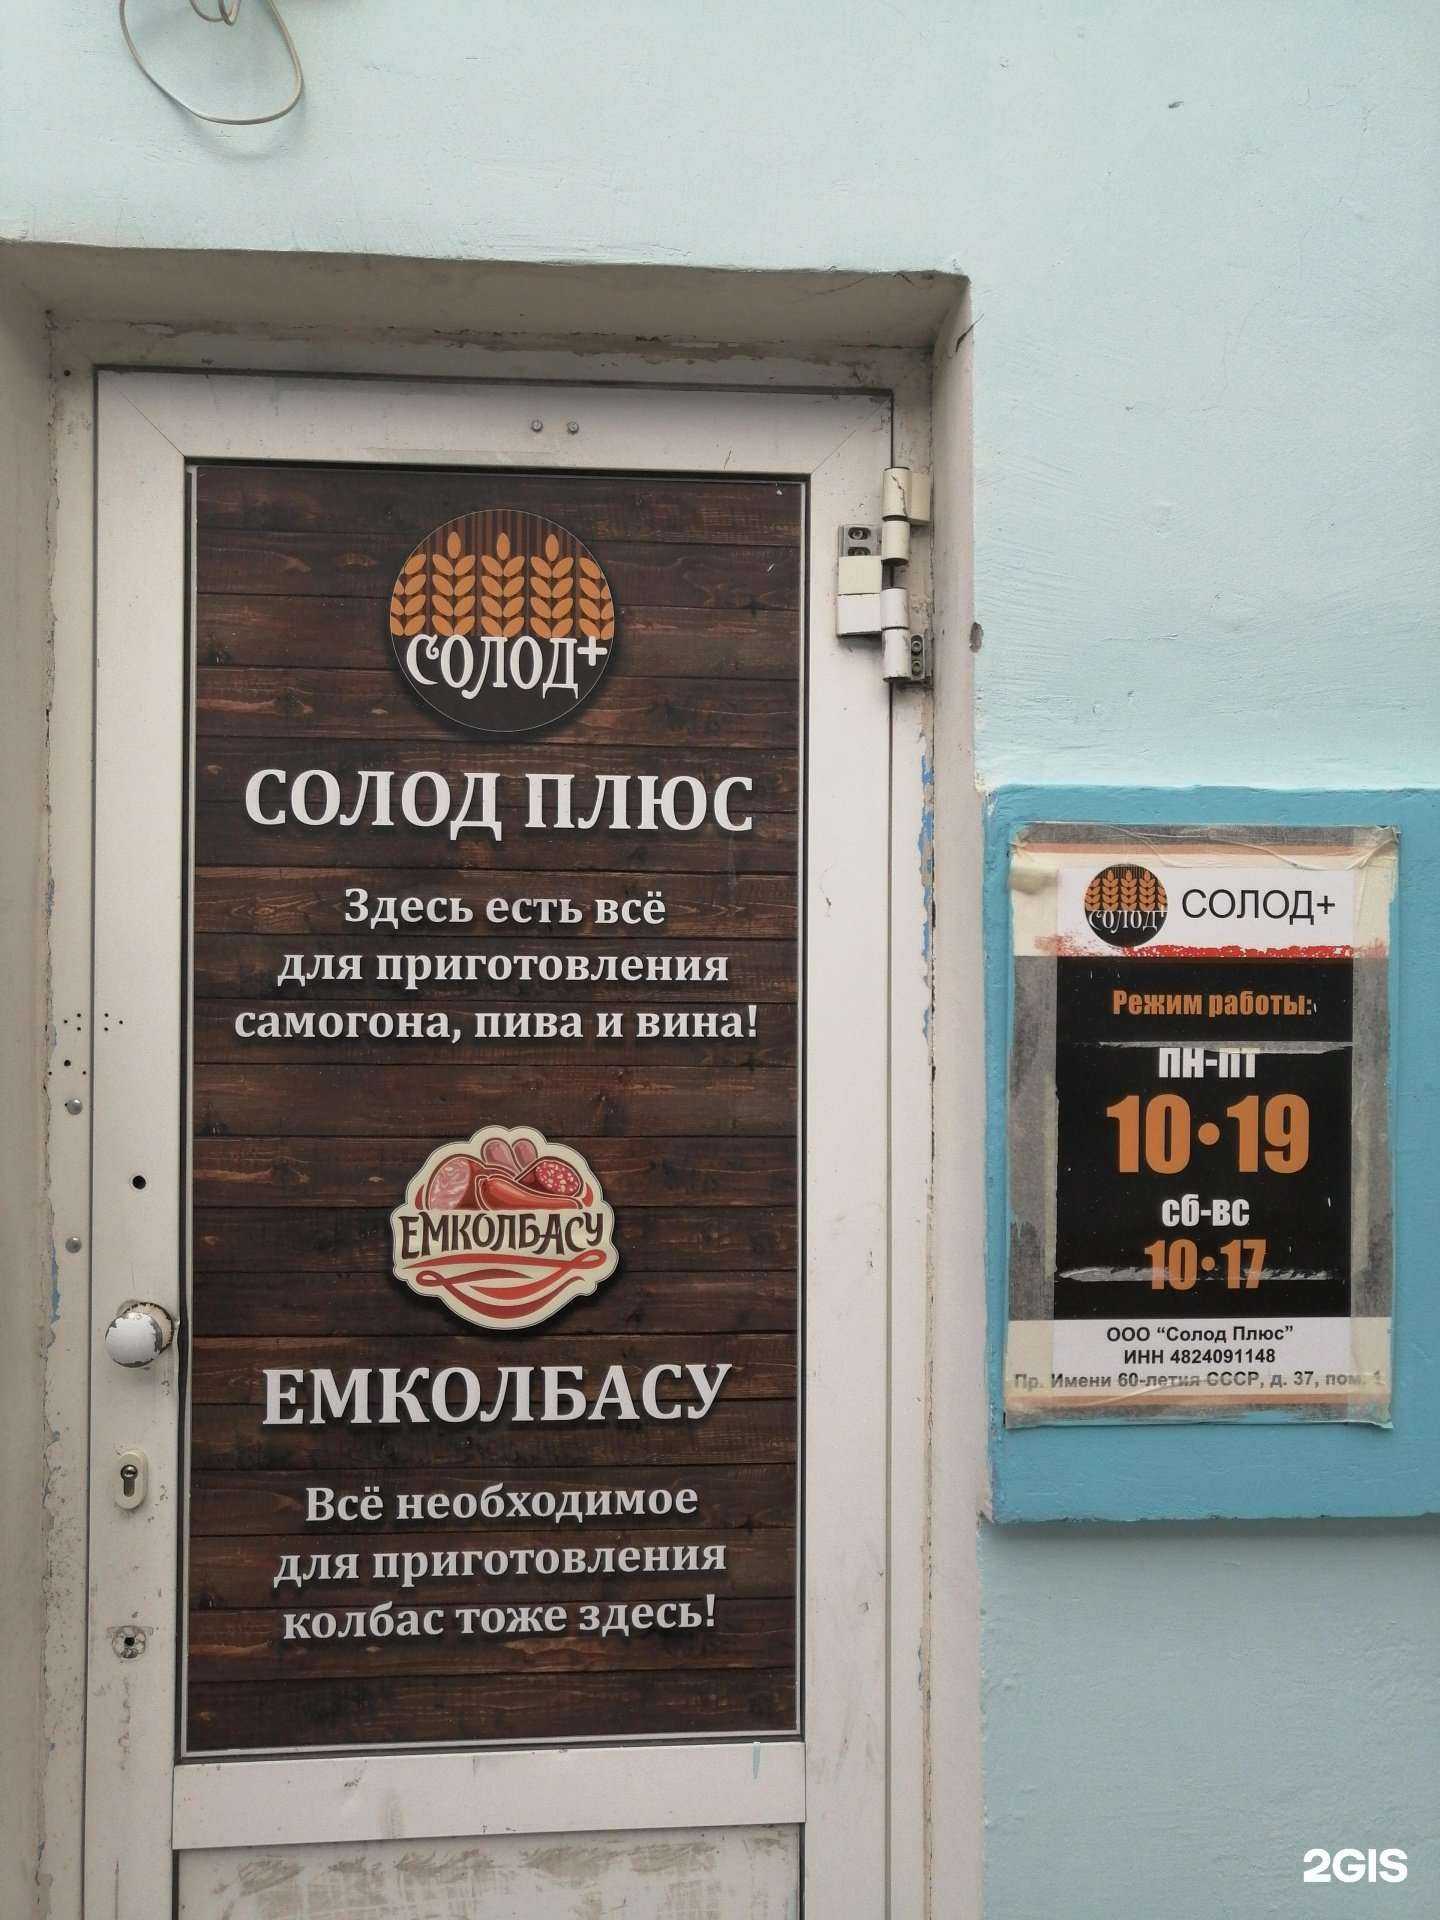 СОЛОД+
СОЛОД ПЛЮС
Здесь есть всё
для приготовления
самогона, пива и вина!
ЕМКОЛБАСУ
ЕМКОЛБАСУ
Всё необходимое
для приготовления
колбас тоже здесь!
СОЛОД+
СОЛОД+
Режим работы:
пн-пт
10•19
сб-вс
10•17
ООО “Солод Плюс”
ИНН 4824091148
Пр. Имени 60-летия СССР, д. 37, пом. 1
2GIS